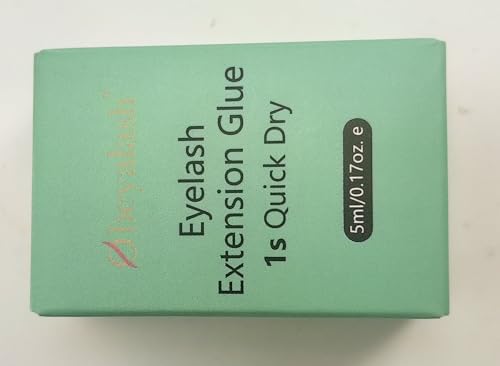 Eyelash
Extension Glue
1s Quick Dry
5ml/0.17oz. e